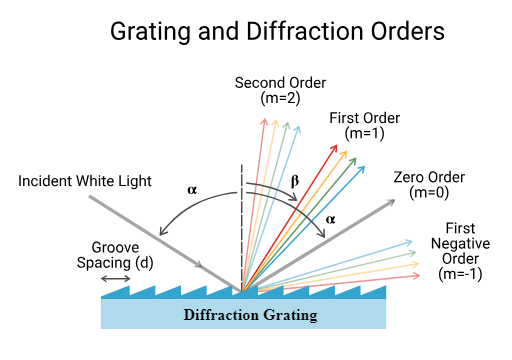 Grating and Diffraction Orders
Second Order
(m=2)
First Order
(m=1)
Incident White Light
α
β
α
Zero Order
(m=0)
First
Negative
Order
(m=-1)
Groove
Spacing (d)
Diffraction Grating